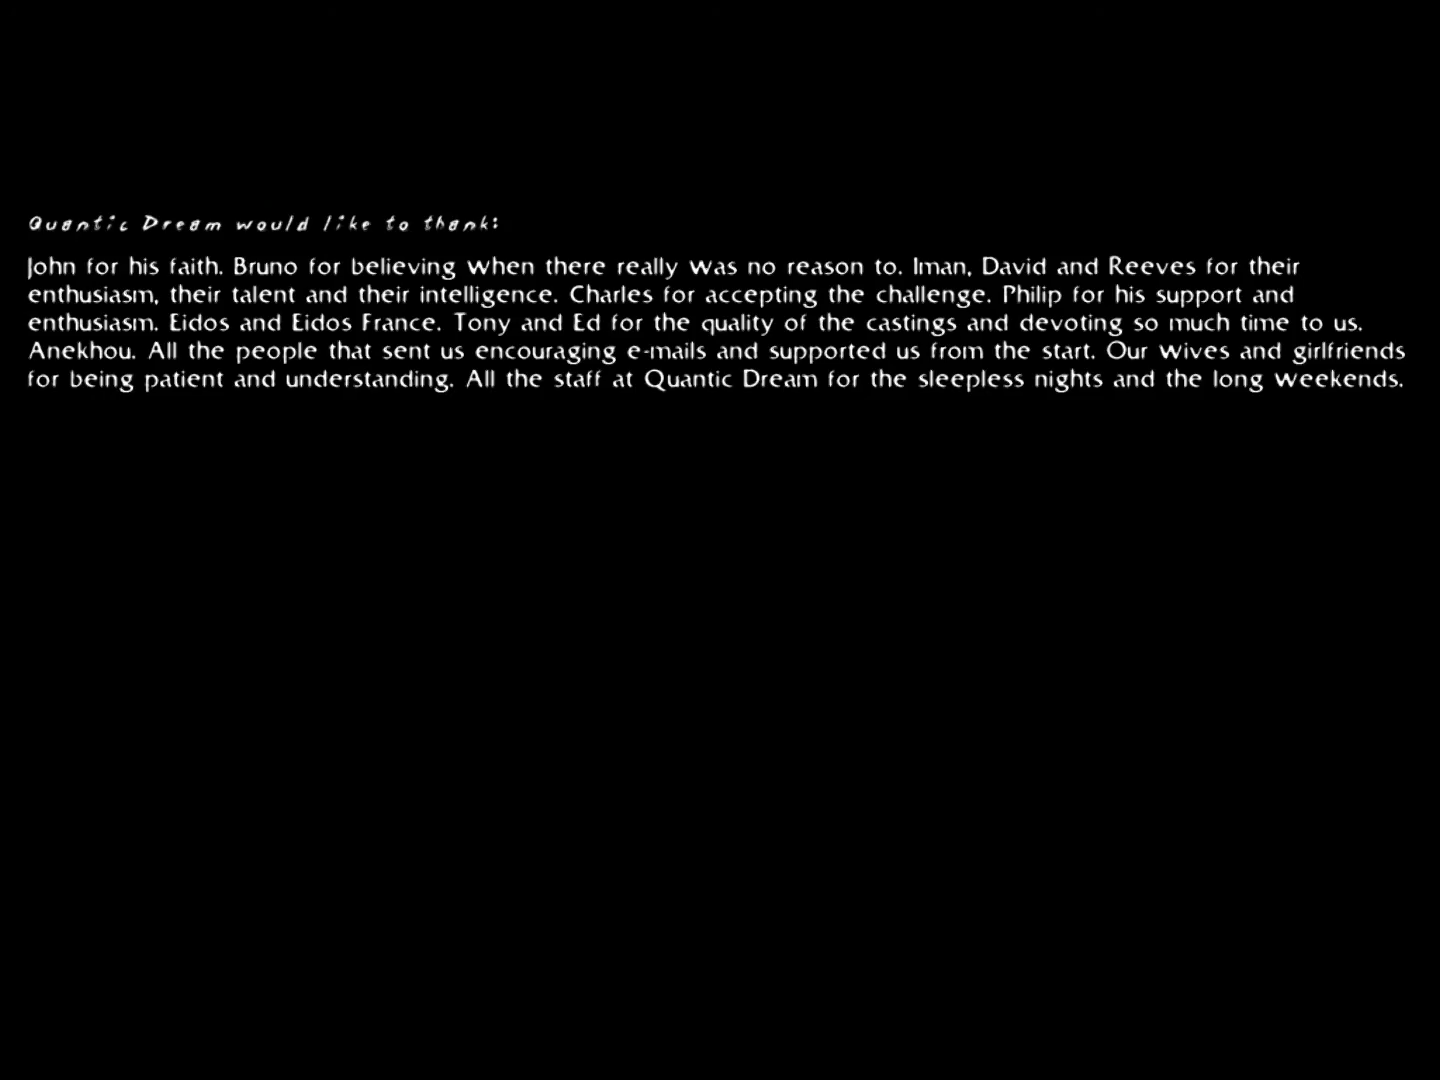 Quantic Dream would like to thank:
John for his faith. Bruno for believing when there really was no reason to. Iman, David and Reeves for their
enthusiasm, their talent and their intelligence. Charles for accepting the challenge. Philip for his support and
enthusiasm. Eidos and Eidos France. Tony and Ed for the quality of the castings and devoting so much time to us.
Anekhou. All the people that sent us encouraging e-mails and supported us from the start. Our wives and girlfriends
for being patient and understanding. All the staff at Quantic Dream for the sleepless nights and the long weekends.